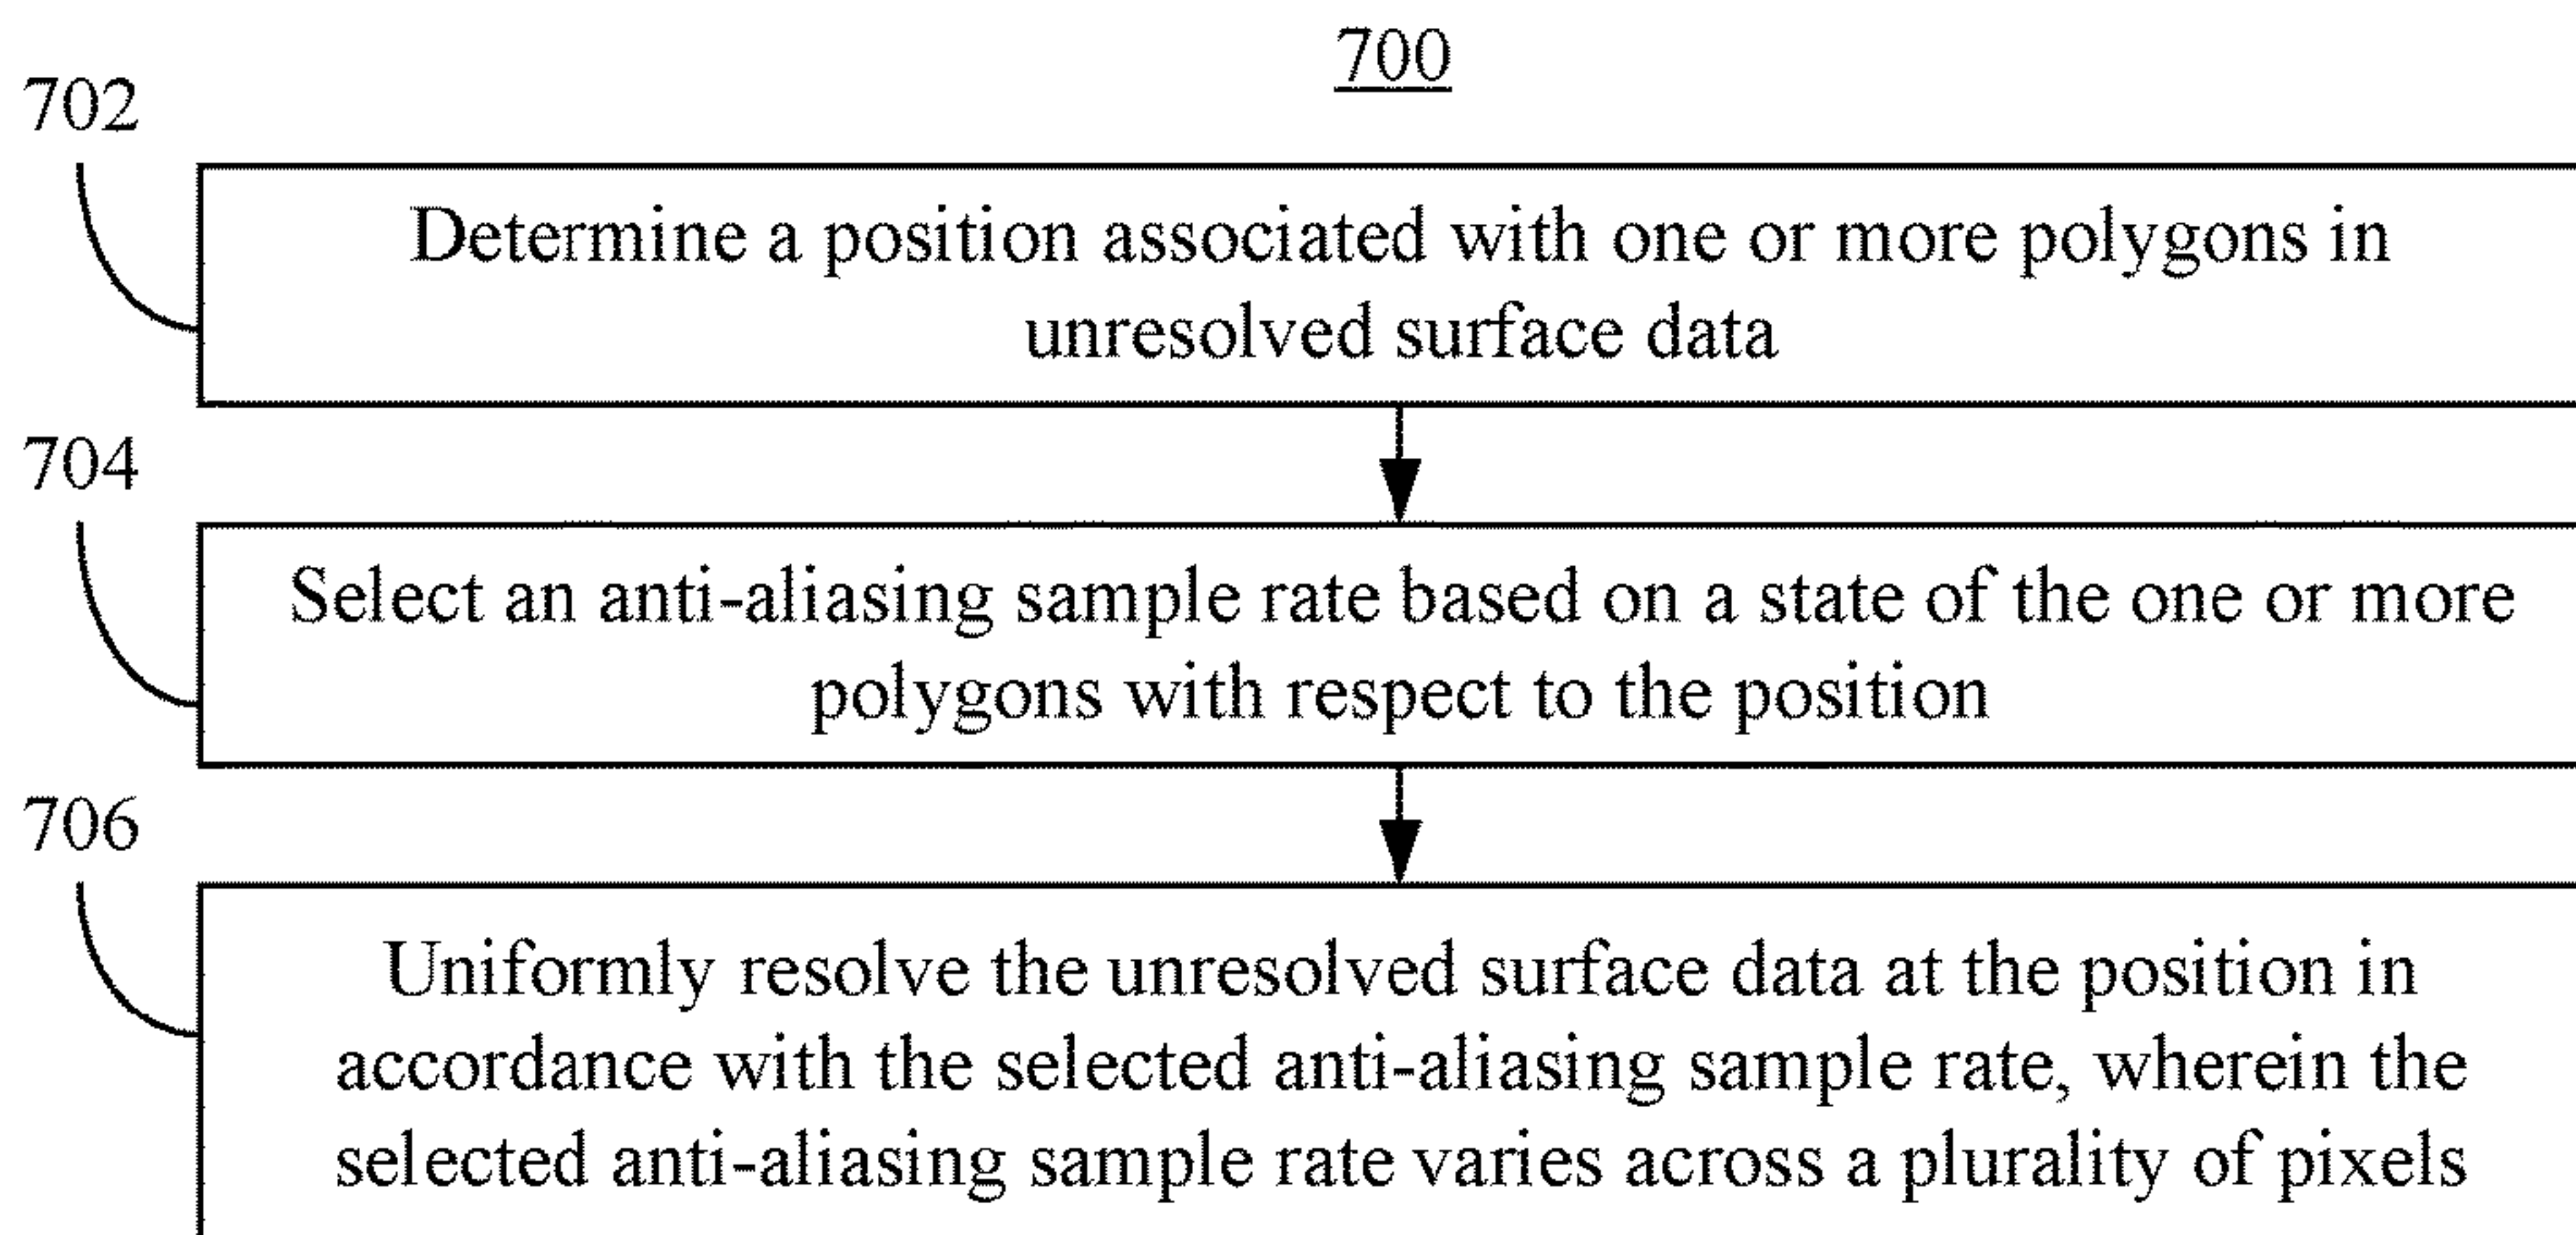 700
702
Determine a position associated with one or more polygons in
unresolved surface data
704
Select an anti-aliasing sample rate based on a state of the one or more
polygons with respect to the position
706
Uniformly resolve the unresolved surface data at the position in
accordance with the selected anti-aliasing sample rate, wherein the
selected anti-aliasing sample rate varies across a plurality of pixels